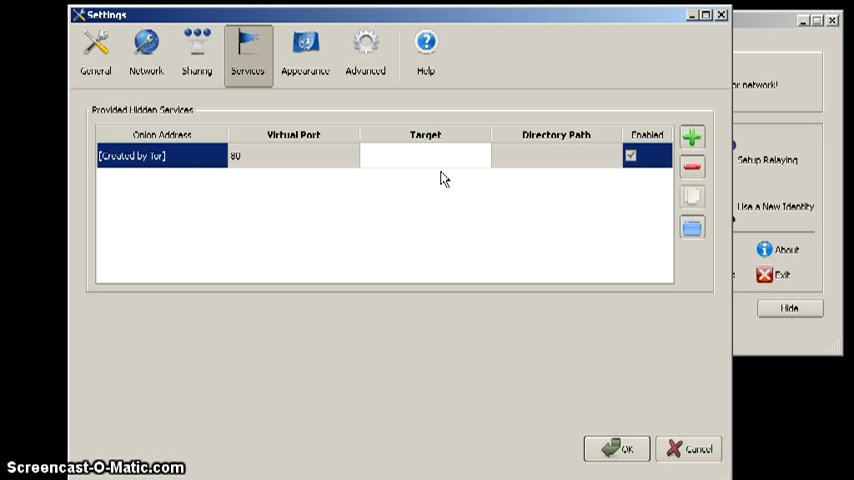 Settings
General Network Sharing Services Appearance Advanced Help
or network!
Provided Hidden Services
Onion Address Virtual Port Target Directory Path Enabled
[Created by Tor] 80
Setup Relaying
Use a New Identity
About
Exit
Hide
OK Cancel
Screencast-O-Matic.com